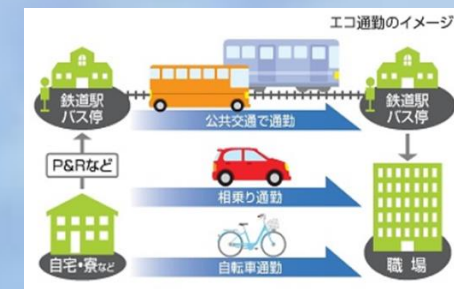 エコ通勤のイメージ
鉄道駅
バス停
公共交通で通勤
鉄道駅
バス停
P&Rなど
相乗り通勤
自宅・寮など
自転車通勤
職場